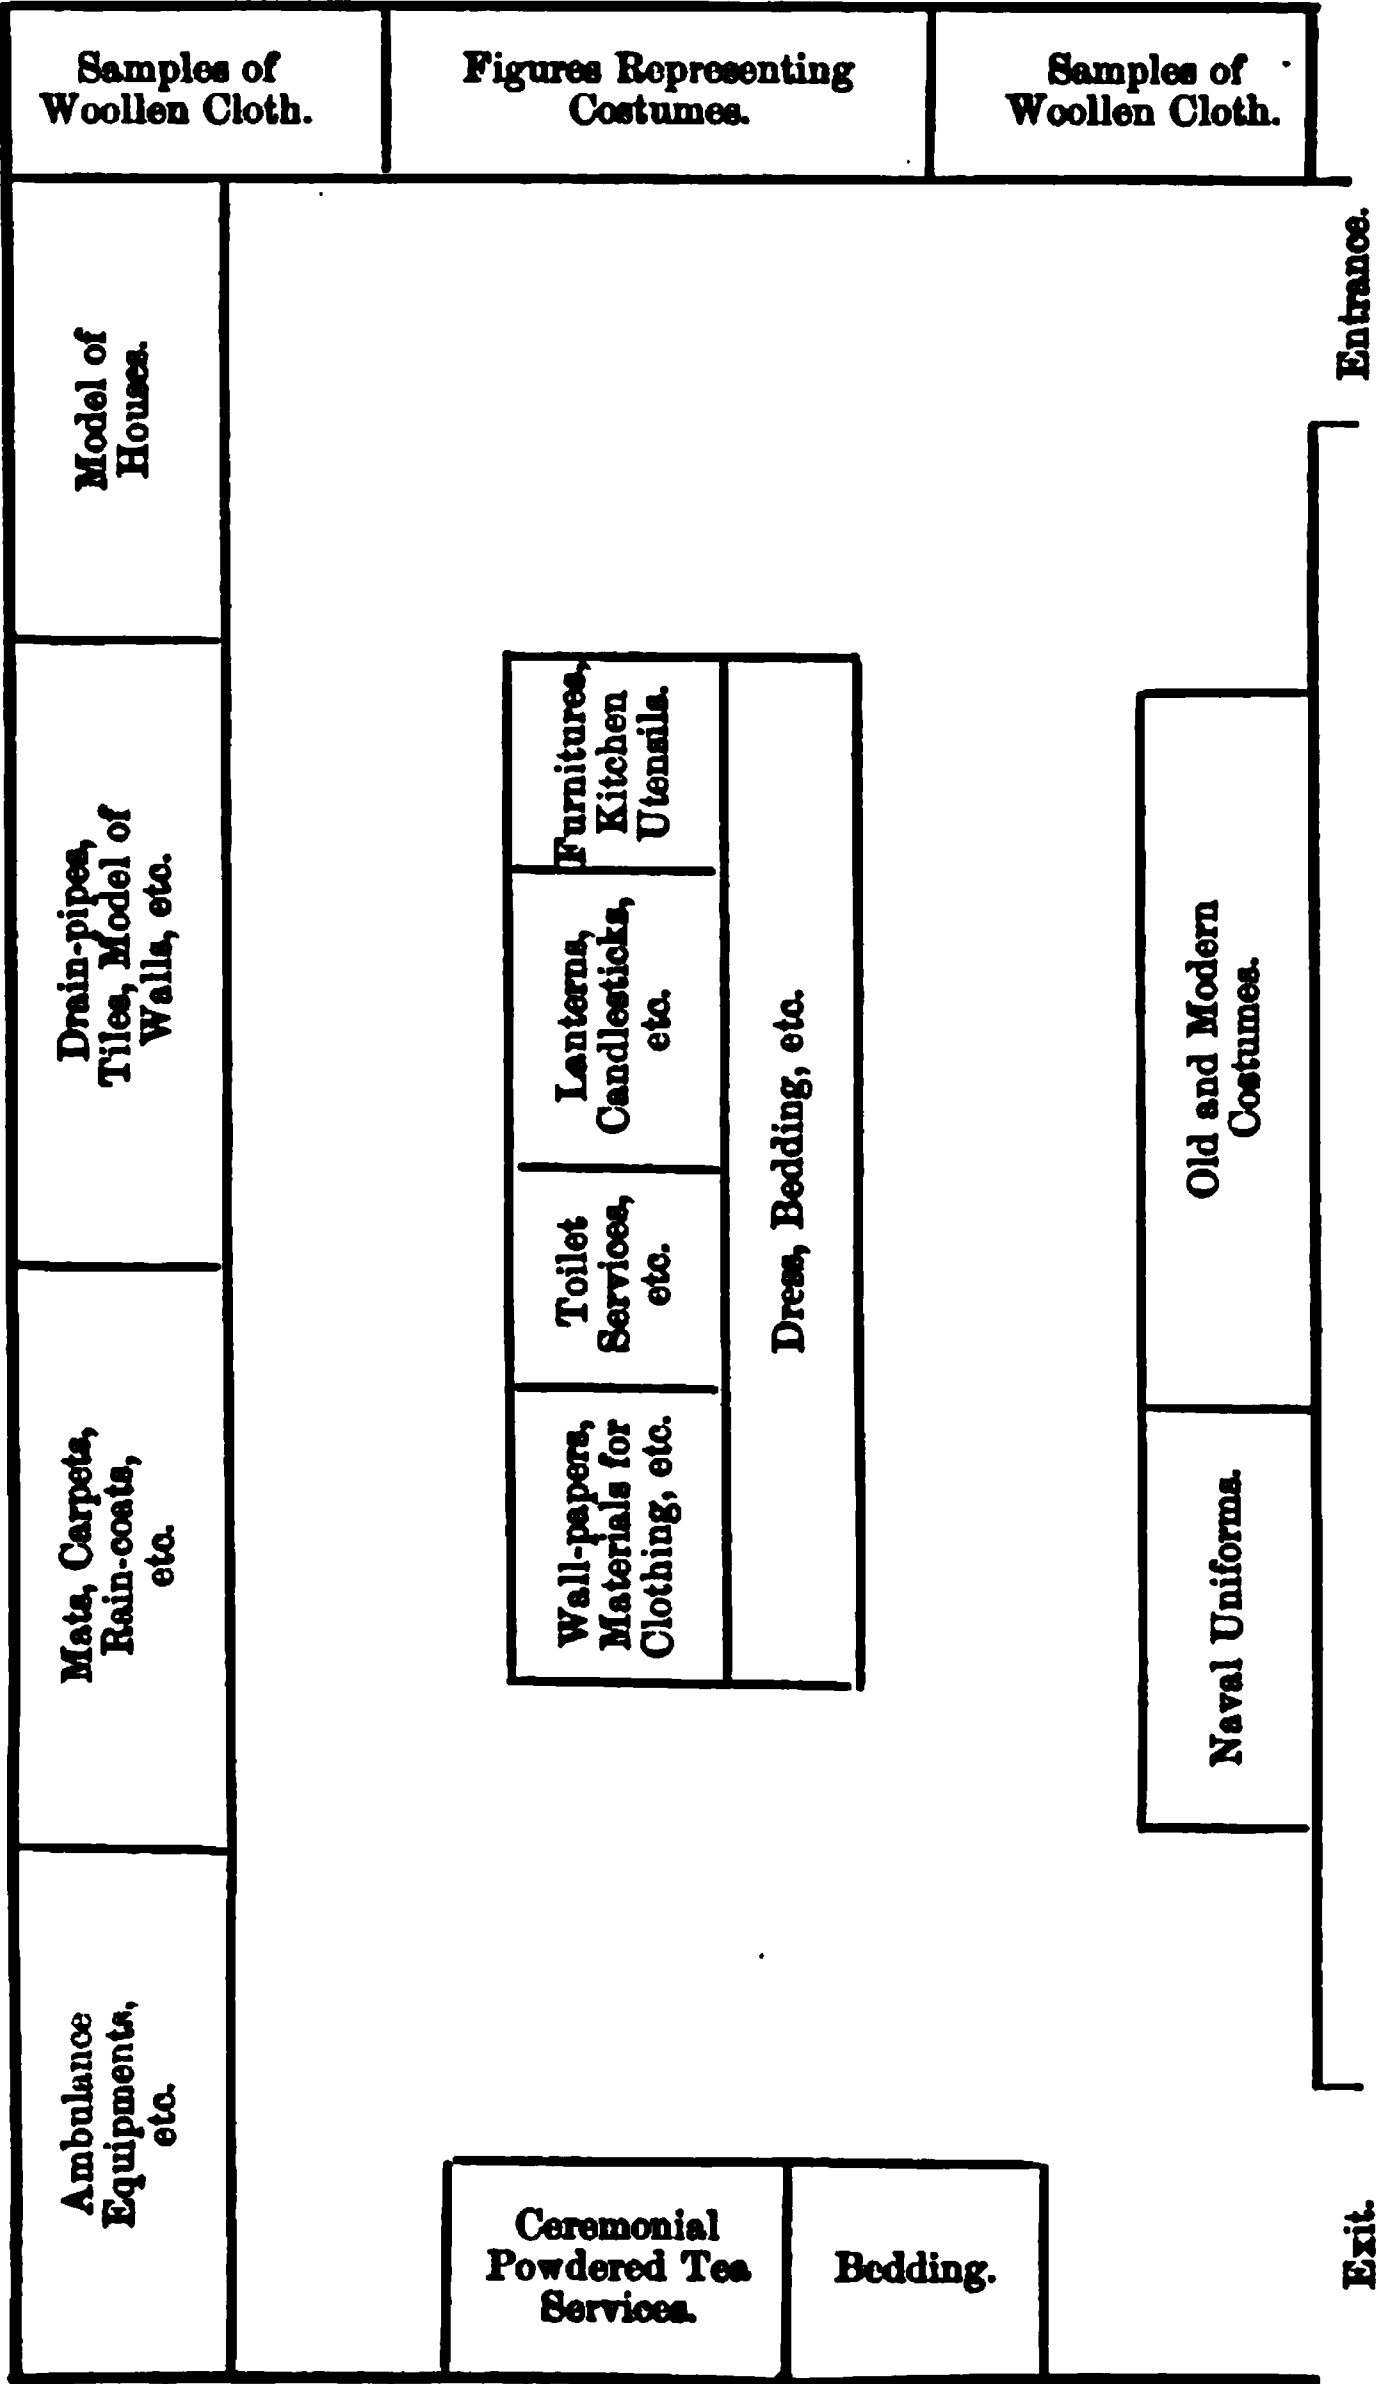 Samples of
Woollen Cloth.
Figures Representing
Costumes.
Samples of
Woollen Cloth.
Entrance.
Model of
Houses.
Drain-pipes,
Tiles, Model of
Walls, etc.
Mats, Carpets,
Rain-coats,
etc.
Ambulance
Equipments,
etc.
Furnitures,
Kitchen
Utensils.
Lanterns,
Candlesticks,
etc.
Toilet
Services,
etc.
Wall-papers,
Materials for
Clothing, etc.
Dress, Bedding, etc.
Old and Modern
Costumes.
Naval Uniforms.
Ceremonial
Powdered Tea
Services.
Bedding.
Exit.